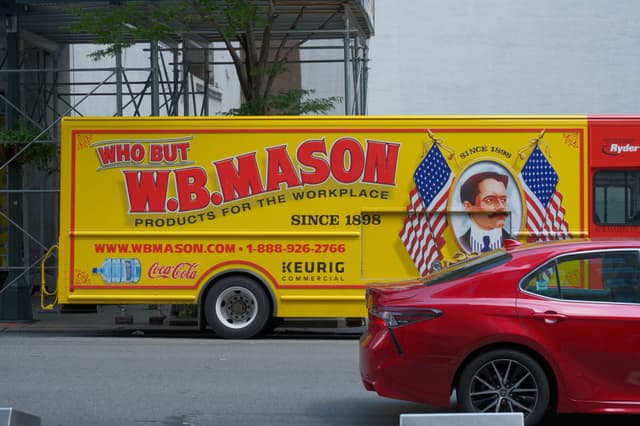 WHO BUT
W.B.MASON
PRODUCTS FOR THE WORKPLACE
SINCE 1898
WWW.WBMASON.COM • 1-888-926-2766
Coca-Cola
KEURIG
COMMERCIAL
SINCE 1898
Ryder